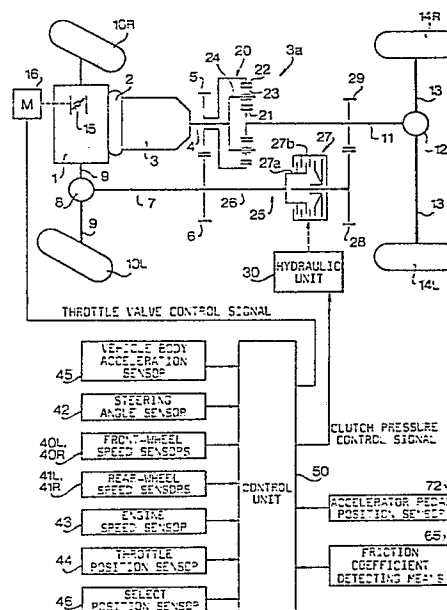 10R
14R
16
M
2
5
24
20
22
3a
23
29
21
15
13
4
27b
27
11
12
1
3
27a
9
8
7
26
25
13
9
6
28
10L
30
HYDRAULIC UNIT
14L
THROTTLE VALVE CONTROL SIGNAL
VEHICLE BODY ACCELERATION SENSOR
45
STEERING ANGLE SENSOR
42
CLUTCH PRESSURE CONTROL SIGNAL
FRONT-WHEEL SPEED SENSORS
40L, 40R
50
REAR-WHEEL SPEED SENSORS
41L, 41R
CONTROL UNIT
72
ACCELERATOR PEDAL POSITION SENSOR
ENGINE SPEED SENSOR
43
65
THROTTLE POSITION SENSOR
44
FRICTION COEFFICIENT DETECTING MEANS
SELECT POSITION SENSOR
46